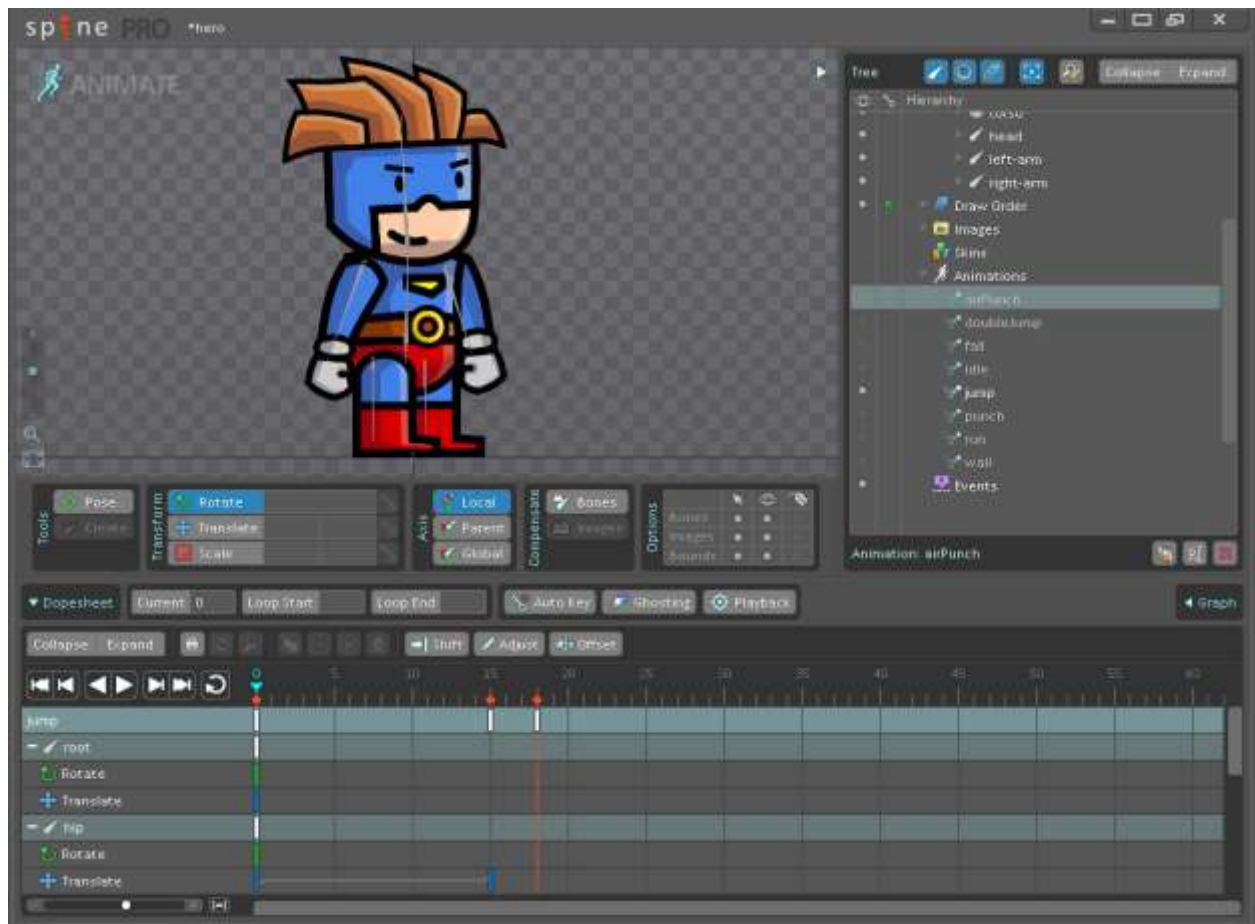 spine PRO *hero
ANIMATE
Tree Collapse Expand
Hierarchy
torso
head
left-arm
right-arm
Draw Order
Images
Skins
Animations
airPunch
doubleJump
fall
idle
jump
punch
run
wall
Events
Animation: airPunch
Tools
Pose
Create
Transform
Rotate
Translate
Scale
Axis
Local
Parent
Global
Compensate
Bones
Images
Options
Bones
Images
Bounds
Dopesheet Current 0 Loop Start Loop End Auto Key Ghosting Playback Graph
Collapse Expand Shift Adjust Offset
0 5 10 15 20 25 30 35 40 45 50 55 60
jump
root
Rotate
Translate
hip
Rotate
Translate